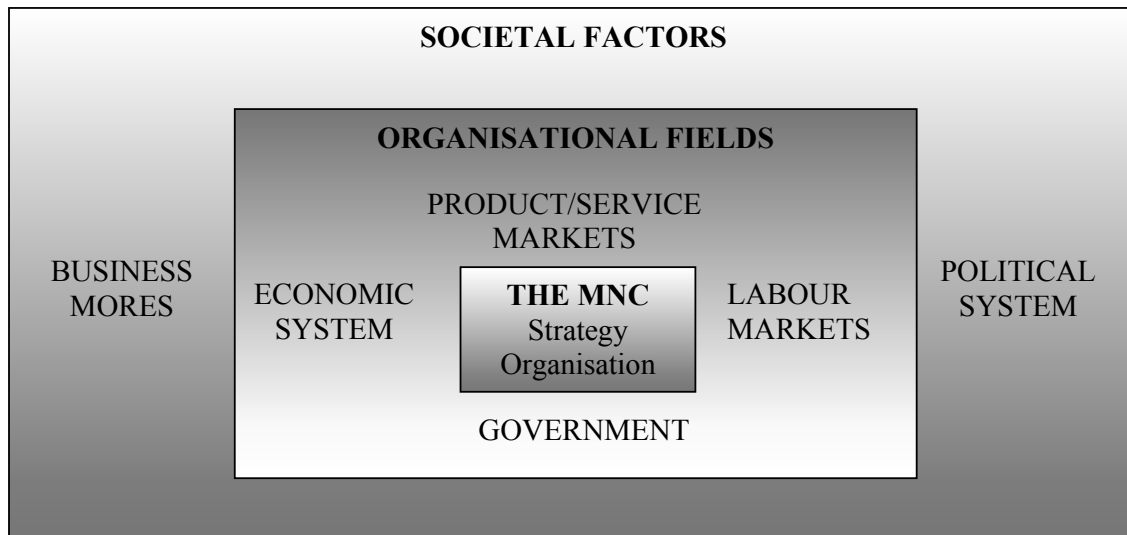 SOCIETAL FACTORS
ORGANISATIONAL FIELDS
PRODUCT/SERVICE
MARKETS
BUSINESS
MORES
ECONOMIC
SYSTEM
THE MNC
Strategy
Organisation
LABOUR
MARKETS
POLITICAL
SYSTEM
GOVERNMENT